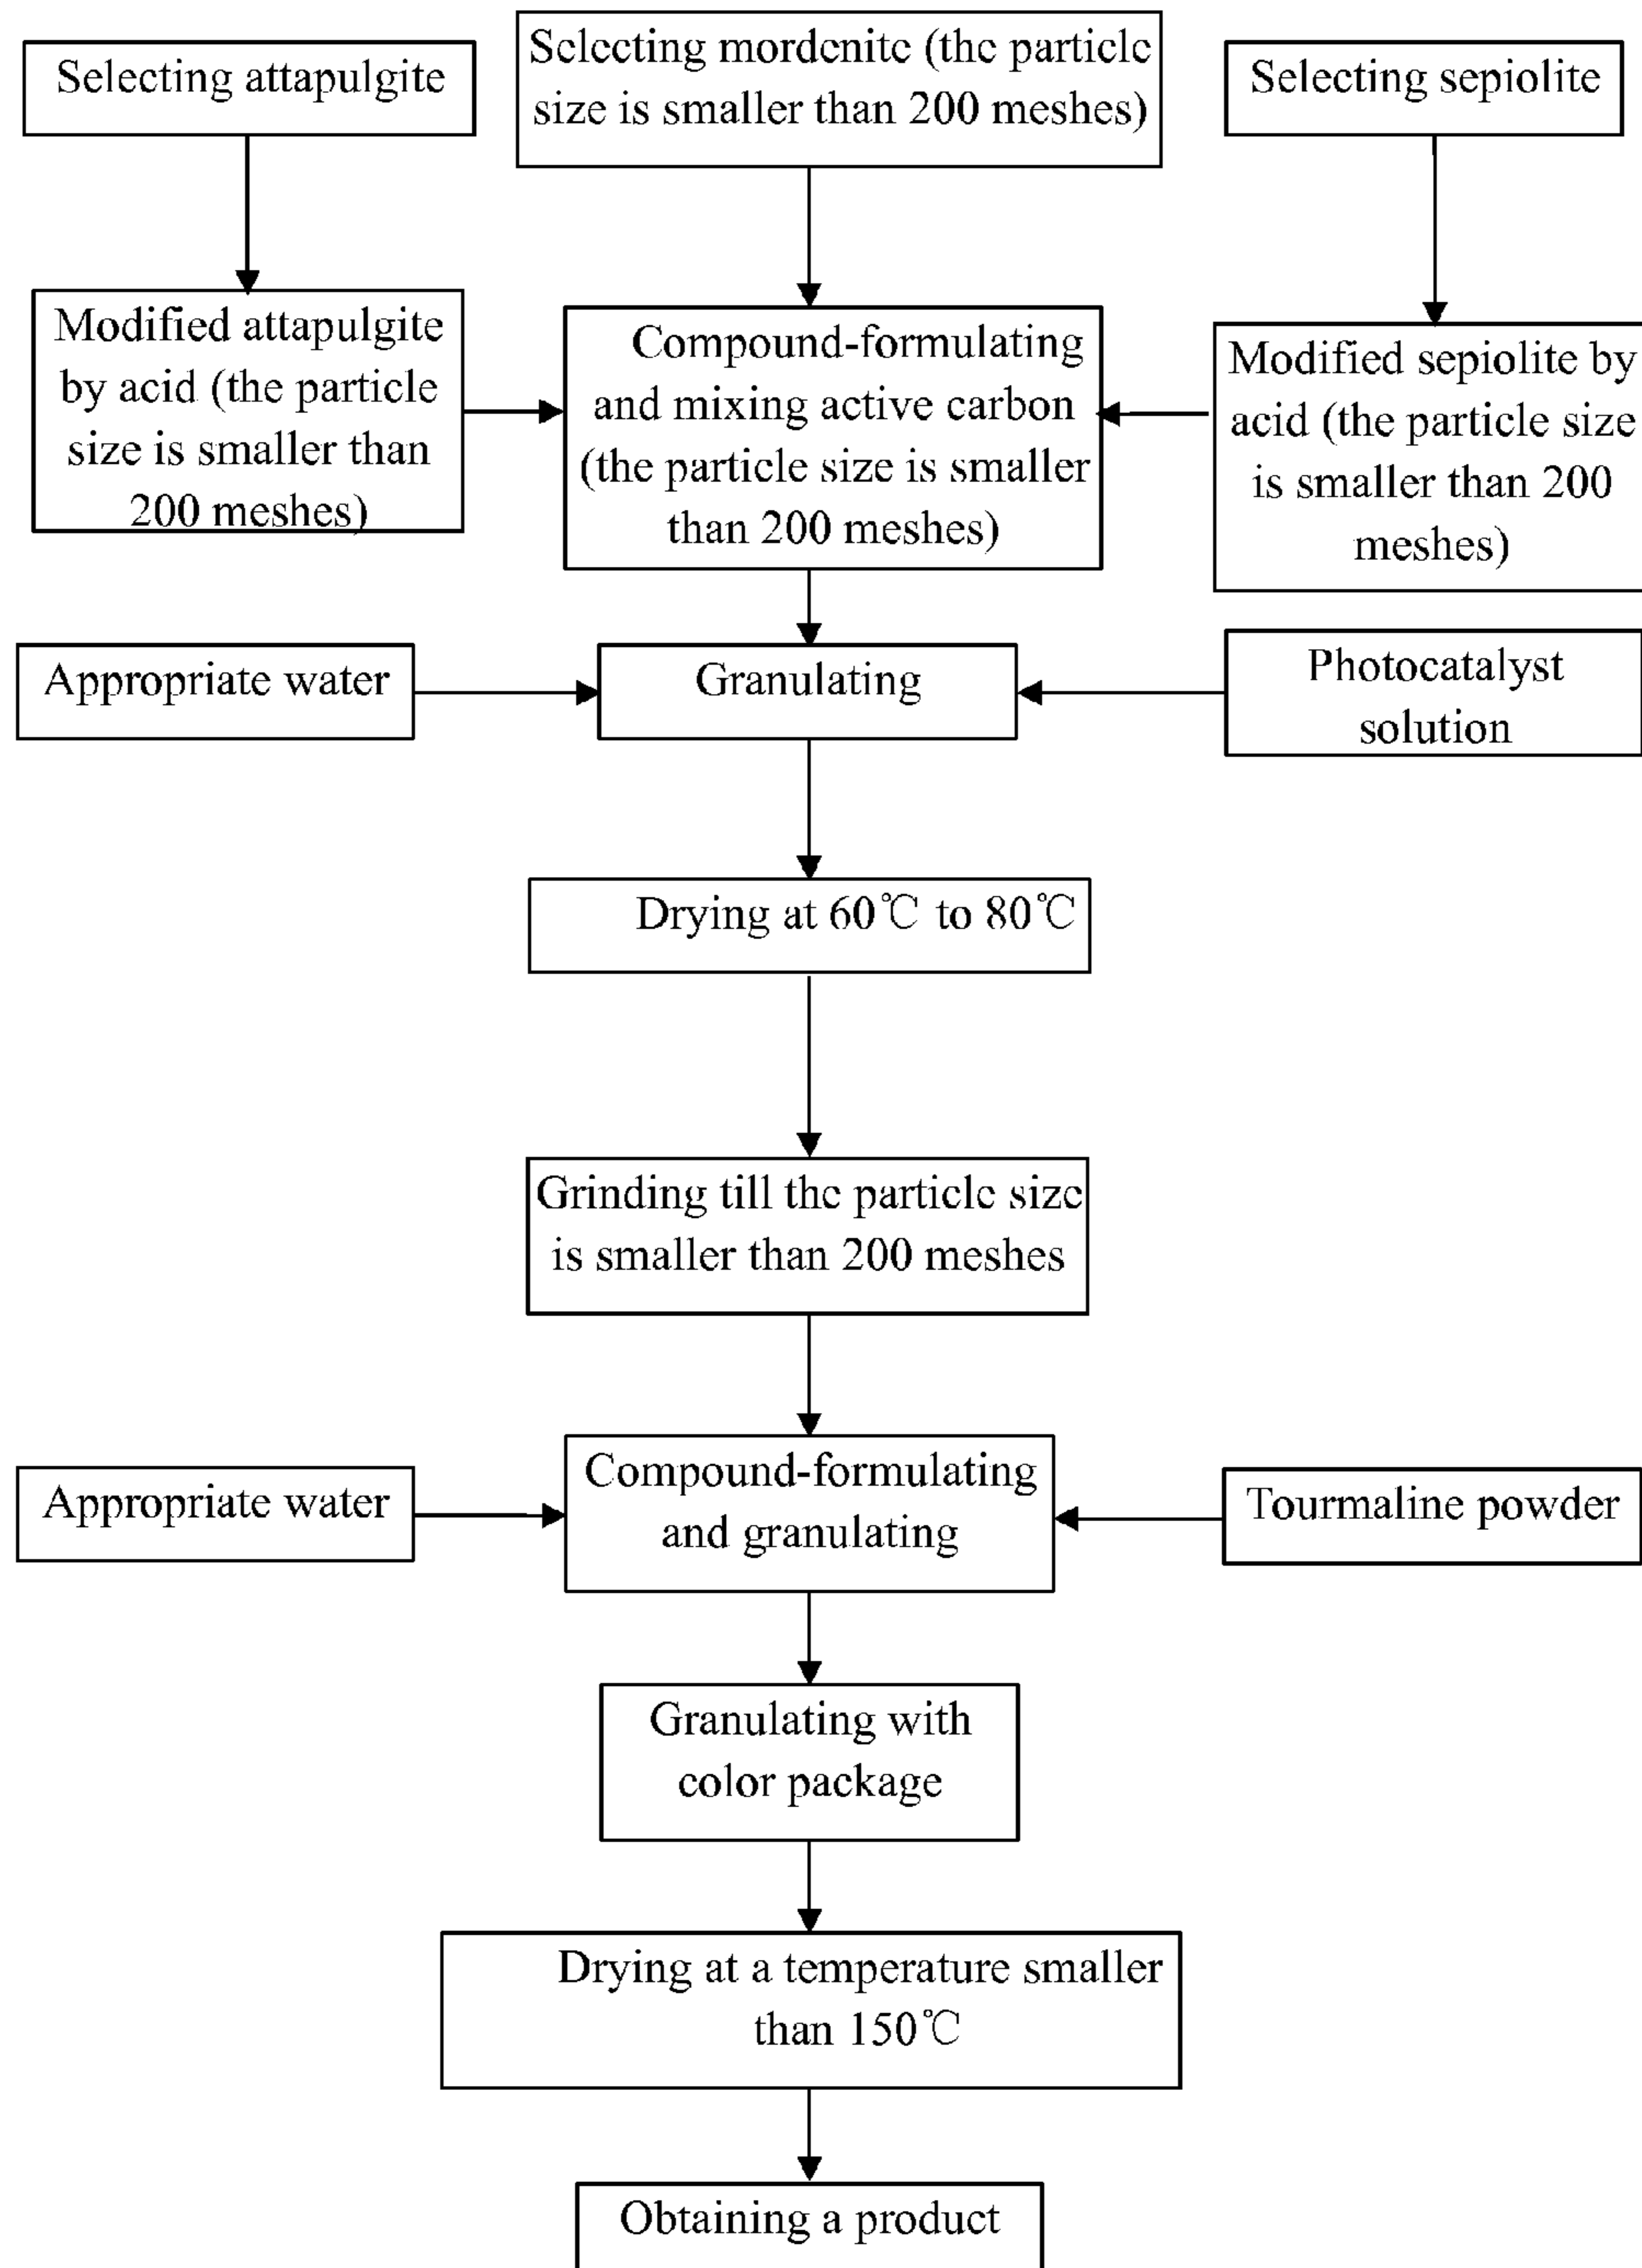 Selecting attapulgite
Selecting mordenite (the particle
size is smaller than 200 meshes)
Selecting sepiolite
Modified attapulgite
by acid (the particle
size is smaller than
200 meshes)
Compound-formulating
and mixing active carbon
(the particle size is smaller
than 200 meshes)
Modified sepiolite by
acid (the particle size
is smaller than 200
meshes)
Appropriate water
Granulating
Photocatalyst
solution
Drying at 60℃ to 80℃
Grinding till the particle size
is smaller than 200 meshes
Appropriate water
Compound-formulating
and granulating
Tourmaline powder
Granulating with
color package
Drying at a temperature smaller
than 150℃
Obtaining a product